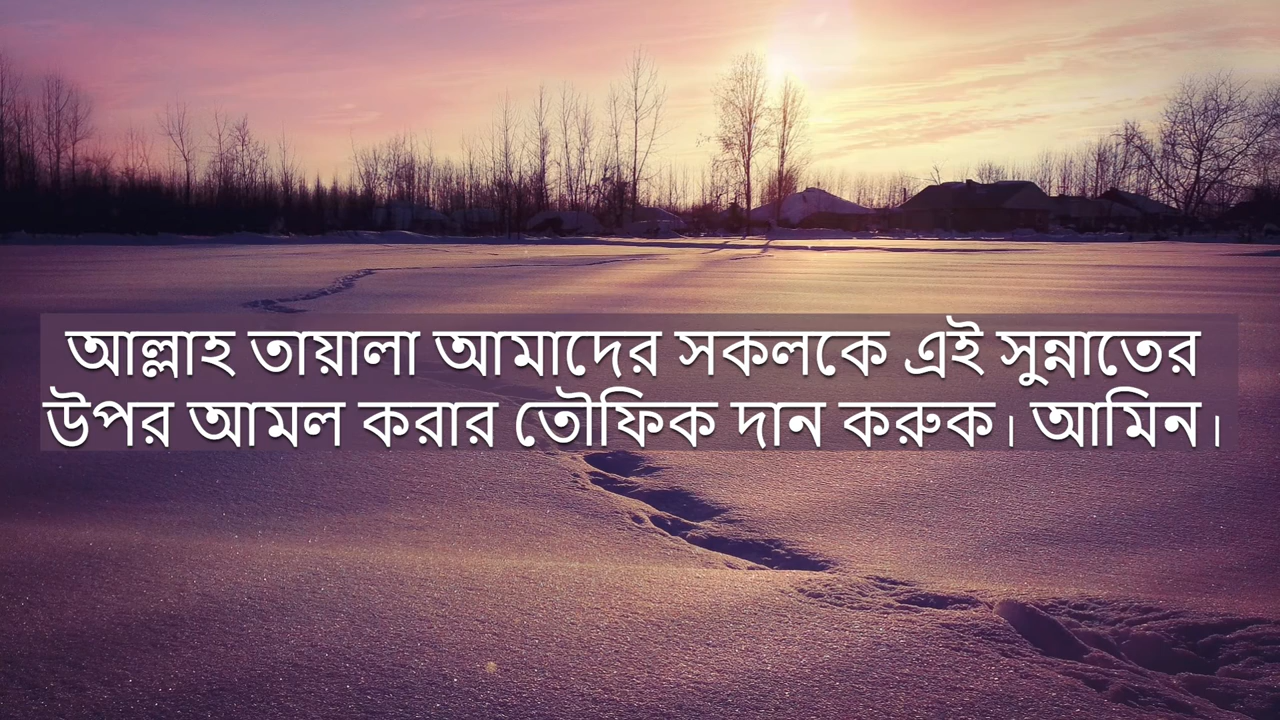 আল্লাহ তায়ালা আমাদের সকলকে এই সুন্নাতের
উপর আমল করার তৌফিক দান করুক। আমিন।